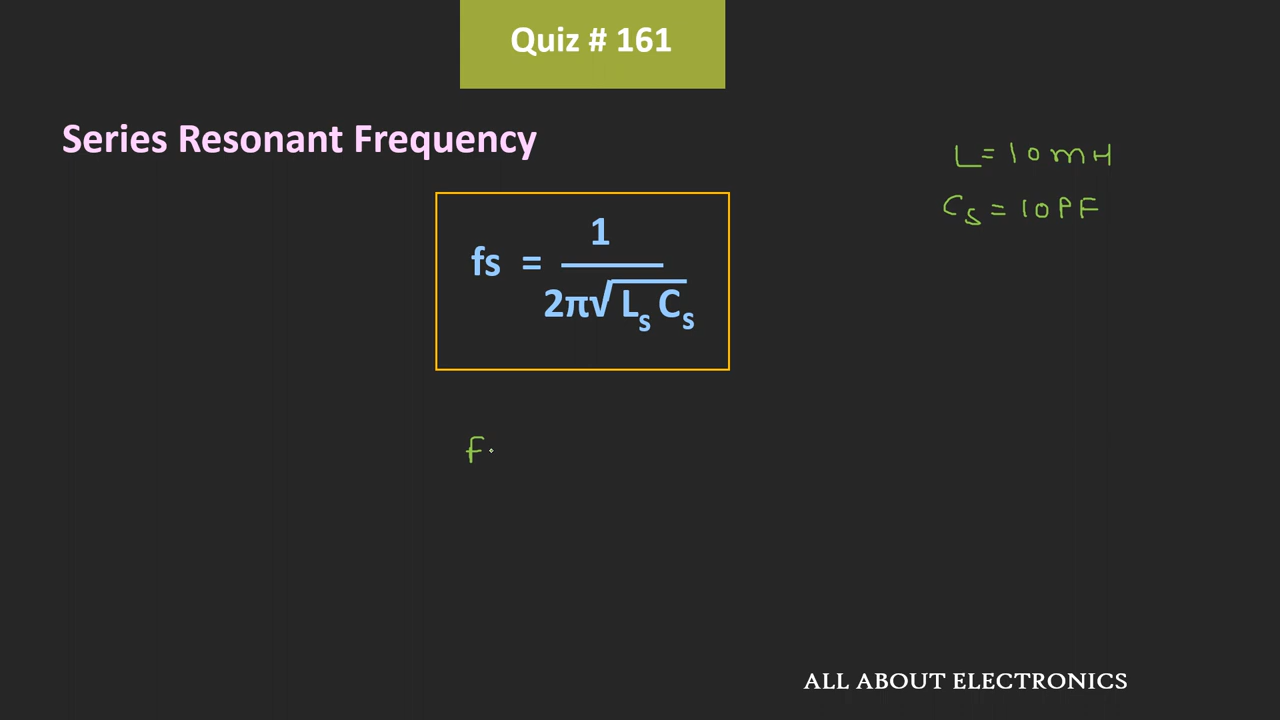 Quiz # 161
Series Resonant Frequency
L = 10 mH
Cs = 10 PF
fs = 1
2π√ Ls Cs
F
ALL ABOUT ELECTRONICS